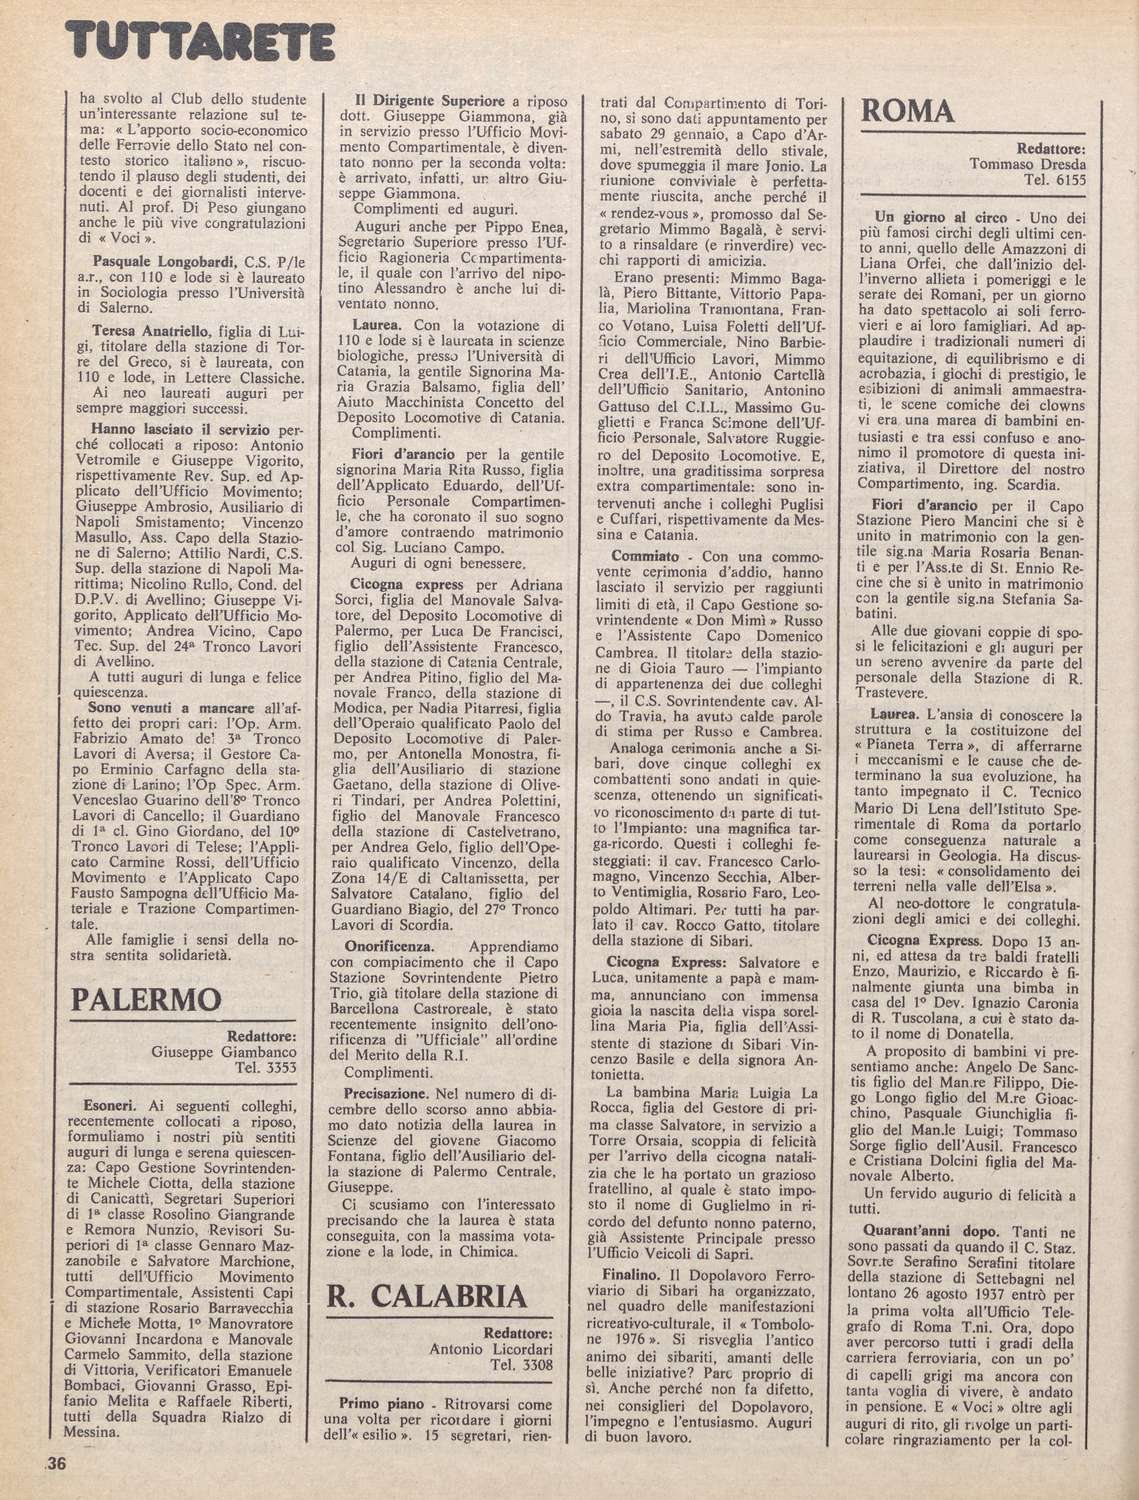 TUTTARETE
ha svolto al Club dello studente
un'interessante relazione sul te-
ma: « L'apporto socio-economico
delle Ferrovie dello Stato nel con-
testo storico italiano », riscuo-
tendo il plauso degli studenti, dei
docenti e dei giornalisti interve-
nuti. Al prof. Di Peso giungano
anche le più vive congratulazioni
di « Voci ».
Pasquale Longobardi, C.S. P/le
a.r., con 110 e lode si è laureato
in Sociologia presso l'Università
di Salerno.
Teresa Anatriello, figlia di Lui-
gi, titolare della stazione di Tor-
re del Greco, si è laureata, con
110 e lode, in Lettere Classiche.
Ai neo laureati auguri per
sempre maggiori successi.
Hanno lasciato il servizio per-
ché collocati a riposo: Antonio
Vetromile e Giuseppe Vigorito,
rispettivamente Rev. Sup. ed Ap-
plicato dell'Ufficio Movimento;
Giuseppe Ambrosio, Ausiliario di
Napoli Smistamento; Vincenzo
Masullo, Ass. Capo della Stazio-
ne di Salerno; Attilio Nardi, C.S.
Sup. della stazione di Napoli Ma-
rittima; Nicolino Rullo, Cond. del
D.P.V. di Avellino; Giuseppe Vi-
gorito, Applicato dell'Ufficio Mo-
vimento; Andrea Vicino, Capo
Tec. Sup. del 24º Tronco Lavori
di Avellino.
A tutti auguri di lunga e felice
quiescenza.
Sono venuti a mancare all'af-
fetto dei propri cari: l'Op. Arm.
Fabrizio Amato del 3ª Tronco
Lavori di Aversa; il Gestore Ca-
po Erminio Carfagno della sta-
zione di Larino; l'Op Spec. Arm.
Venceslao Guarino dell'8º Tronco
Lavori di Cancello; il Guardiano
di 1ª cl. Gino Giordano, del 10º
Tronco Lavori di Telese; l'Appli-
cato Carmine Rossi, dell'Ufficio
Movimento e l'Applicato Capo
Fausto Sampogna dell'Ufficio Ma-
teriale e Trazione Compartimen-
tale.
Alle famiglie i sensi della no-
stra sentita solidarietà.
PALERMO
Redattore:
Giuseppe Giambanco
Tel. 3353
Esoneri. Ai seguenti colleghi,
recentemente collocati a riposo,
formuliamo i nostri più sentiti
auguri di lunga e serena quiescen-
za: Capo Gestione Sovrintenden-
te Michele Ciotta, della stazione
di Canicattì, Segretari Superiori
di 1ª classe Rosolino Giangrande
e Remora Nunzio, Revisori Su-
periori di 1ª classe Gennaro Maz-
zanobile e Salvatore Marchione,
tutti dell'Ufficio Movimento
Compartimentale, Assistenti Capi
di stazione Rosario Barravecchia
e Michele Motta, 1º Manovratore
Giovanni Incardona e Manovale
Carmelo Sammito, della stazione
di Vittoria, Verificatori Emanuele
Bombaci, Giovanni Grasso, Epi-
fanio Melita e Raffaele Riberti,
tutti della Squadra Rialzo di
Messina.
Il Dirigente Superiore a riposo
dott. Giuseppe Giammona, già
in servizio presso l'Ufficio Movi-
mento Compartimentale, è diven-
tato nonno per la seconda volta:
è arrivato, infatti, un altro Giu-
seppe Giammona.
Complimenti ed auguri.
Auguri anche per Pippo Enea,
Segretario Superiore presso l'Uf-
ficio Ragioneria Compartimenta-
le, il quale con l'arrivo del nipo-
tino Alessandro è anche lui di-
ventato nonno.
Laurea. Con la votazione di
110 e lode si è laureata in scienze
biologiche, presso l'Università di
Catania, la gentile Signorina Ma-
ria Grazia Balsamo, figlia dell'
Aiuto Macchinista Concetto del
Deposito Locomotive di Catania.
Complimenti.
Fiori d'arancio per la gentile
signorina Maria Rita Russo, figlia
dell'Applicato Eduardo, dell'Uf-
ficio Personale Compartimen-
le, che ha coronato il suo sogno
d'amore contraendo matrimonio
col Sig. Luciano Campo.
Auguri di ogni benessere.
Cicogna express per Adriana
Sorci, figlia del Manovale Salva-
tore, del Deposito Locomotive di
Palermo, per Luca De Francisci,
figlio dell'Assistente Francesco,
della stazione di Catania Centrale,
per Andrea Pitino, figlio del Ma-
novale Franco, della stazione di
Modica, per Nadia Pitarresi, figlia
dell'Operaio qualificato Paolo del
Deposito Locomotive di Paler-
mo, per Antonella Monostra, fi-
glia dell'Ausiliario di stazione
Gaetano, della stazione di Olive-
ri Tindari, per Andrea Polettini,
figlio del Manovale Francesco
della stazione di Castelvetrano,
per Andrea Gelo, figlio dell'Ope-
raio qualificato Vincenzo, della
Zona 14/E di Caltanissetta, per
Salvatore Catalano, figlio del
Guardiano Biagio, del 27º Tronco
Lavori di Scordia.
Onorificenza. Apprendiamo
con compiacimento che il Capo
Stazione Sovrintendente Pietro
Trio, già titolare della stazione di
Barcellona Castroreale, è stato
recentemente insignito dell'ono-
rificenza di "Ufficiale" all'ordine
del Merito della R.I.
Complimenti.
Precisazione. Nel numero di di-
cembre dello scorso anno abbia-
mo dato notizia della laurea in
Scienze del giovane Giacomo
Fontana, figlio dell'Ausiliario del-
la stazione di Palermo Centrale,
Giuseppe.
Ci scusiamo con l'interessato
precisando che la laurea è stata
conseguita, con la massima vota-
zione e la lode, in Chimica.
R. CALABRIA
Redattore:
Antonio Licordari
Tel. 3308
Primo piano - Ritrovarsi come
una volta per ricordare i giorni
dell'« esilio ». 15 segretari, rien-
trati dal Compartimento di Tori-
no, si sono dati appuntamento per
sabato 29 gennaio, a Capo d'Ar-
mi, nell'estremità dello stivale,
dove spumeggia il mare Jonio. La
riunione conviviale è perfetta-
mente riuscita, anche perché il
« rendez-vous », promosso dal Se-
gretario Mimmo Bagalà, è servi-
to a rinsaldare (e rinverdire) vec-
chi rapporti di amicizia.
Erano presenti: Mimmo Baga-
là, Piero Bittante, Vittorio Papa-
lia, Mariolina Tramontana, Fran-
co Votano, Luisa Foletti dell'Uf-
ficio Commerciale, Nino Barbie-
ri dell'Ufficio Lavori, Mimmo
Crea dell'I.E., Antonio Cartellà
dell'Ufficio Sanitario, Antonino
Gattuso del C.I.L., Massimo Gu-
glietti e Franca Scimone dell'Uf-
ficio Personale, Salvatore Ruggie-
ro del Deposito Locomotive. E,
inoltre, una graditissima sorpresa
extra compartimentale: sono in-
tervenuti anche i colleghi Puglisi
e Cuffari, rispettivamente da Mes-
sina e Catania.
Commiato - Con una commo-
vente cerimonia d'addio, hanno
lasciato il servizio per raggiunti
limiti di età, il Capo Gestione so-
vrintendente « Don Mimì » Russo
e l'Assistente Capo Domenico
Cambrea. Il titolare della stazio-
ne di Gioia Tauro — l'impianto
di appartenenza dei due colleghi
—, il C.S. Sovrintendente cav. Al-
do Travia, ha avuto calde parole
di stima per Russo e Cambrea.
Analoga cerimonia anche a Si-
bari, dove cinque colleghi ex
combattenti sono andati in quie-
scenza, ottenendo un significati-
vo riconoscimento da parte di tut-
to l'Impianto: una magnifica tar-
ga-ricordo. Questi i colleghi fe-
steggiati: il cav. Francesco Carlo-
magno, Vincenzo Secchia, Alber-
to Ventimiglia, Rosario Faro, Leo-
poldo Altimari. Per tutti ha par-
lato il cav. Rocco Gatto, titolare
della stazione di Sibari.
Cicogna Express: Salvatore e
Luca, unitamente a papà e mam-
ma, annunciano con immensa
gioia la nascita della vispa sorel-
lina Maria Pia, figlia dell'Assi-
stente di stazione di Sibari Vin-
cenzo Basile e della signora An-
tonietta.
La bambina Maria Luigia La
Rocca, figlia del Gestore di pri-
ma classe Salvatore, in servizio a
Torre Orsaia, scoppia di felicità
per l'arrivo della cicogna natali-
zia che le ha portato un grazioso
fratellino, al quale è stato impo-
sto il nome di Guglielmo in ri-
cordo del defunto nonno paterno,
già Assistente Principale presso
l'Ufficio Veicoli di Sapri.
Finalino. Il Dopolavoro Ferro-
viario di Sibari ha organizzato,
nel quadro delle manifestazioni
ricreativo-culturale, il « Tombolo-
ne 1976 ». Si risveglia l'antico
animo dei sibariti, amanti delle
belle iniziative? Pare proprio di
sì. Anche perché non fa difetto,
nei consiglieri del Dopolavoro,
l'impegno e l'entusiasmo. Auguri
di buon lavoro.
ROMA
Redattore:
Tommaso Dresda
Tel. 6155
Un giorno al circo - Uno dei
più famosi circhi degli ultimi cen-
to anni, quello delle Amazzoni di
Liana Orfei, che dall'inizio del-
l'inverno allieta i pomeriggi e le
serate dei Romani, per un giorno
ha dato spettacolo ai soli ferro-
vieri e ai loro famigliari. Ad ap-
plaudire i tradizionali numeri di
equitazione, di equilibrismo e di
acrobazia, i giochi di prestigio, le
esibizioni di animali ammaestra-
ti, le scene comiche dei clowns
vi era una marea di bambini en-
tusiasti e tra essi confuso e ano-
nimo il promotore di questa ini-
ziativa, il Direttore del nostro
Compartimento, ing. Scardia.
Fiori d'arancio per il Capo
Stazione Piero Mancini che si è
unito in matrimonio con la gen-
tile sig.na Maria Rosaria Benan-
ti e per l'Ass.te di St. Ennio Re-
cine che si è unito in matrimonio
con la gentile sig.na Stefania Sa-
batini.
Alle due giovani coppie di spo-
si le felicitazioni e gli auguri per
un sereno avvenire da parte del
personale della Stazione di R.
Trastevere.
Laurea. L'ansia di conoscere la
struttura e la costituizone del
« Pianeta Terra », di afferrarne
i meccanismi e le cause che de-
terminano la sua evoluzione, ha
tanto impegnato il C. Tecnico
Mario Di Lena dell'Istituto Spe-
rimentale di Roma da portarlo
come conseguenza naturale a
laurearsi in Geologia. Ha discus-
so la tesi: « consolidamento dei
terreni nella valle dell'Elsa ».
Al neo-dottore le congratula-
zioni degli amici e dei colleghi.
Cicogna Express. Dopo 13 an-
ni, ed attesa da tre baldi fratelli
Enzo, Maurizio, e Riccardo è fi-
nalmente giunta una bimba in
casa del 1º Dev. Ignazio Caronia
di R. Tuscolana, a cui è stato da-
to il nome di Donatella.
A proposito di bambini vi pre-
sentiamo anche: Angelo De Sanc-
tis figlio del Man.re Filippo, Die-
go Longo figlio del M.re Gioac-
chino, Pasquale Giunchiglia fi-
glio del Man.le Luigi; Tommaso
Sorge figlio dell'Ausil. Francesco
e Cristiana Dolcini figlia del Ma-
novale Alberto.
Un fervido augurio di felicità a
tutti.
Quarant'anni dopo. Tanti ne
sono passati da quando il C. Staz.
Sovr.te Serafino Serafini titolare
della stazione di Settebagni nel
lontano 26 agosto 1937 entrò per
la prima volta all'Ufficio Tele-
grafo di Roma T.ni. Ora, dopo
aver percorso tutti i gradi della
carriera ferroviaria, con un po'
di capelli grigi ma ancora con
tanta voglia di vivere, è andato
in pensione. E « Voci » oltre agli
auguri di rito, gli rivolge un parti-
colare ringraziamento per la col-
36